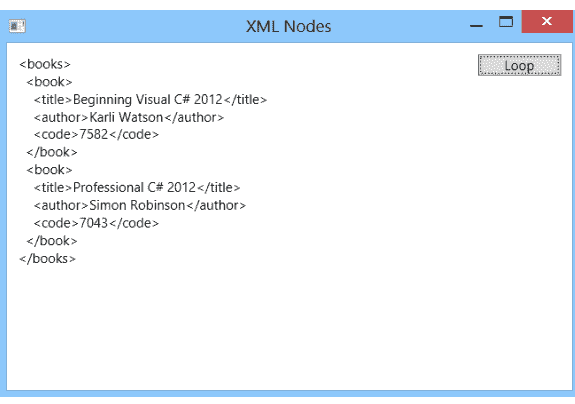 XML Nodes
Loop
<books>
<book>
<title>Beginning Visual C# 2012</title>
<author>Karli Watson</author>
<code>7582</code>
</book>
<book>
<title>Professional C# 2012</title>
<author>Simon Robinson</author>
<code>7043</code>
</book>
</books>